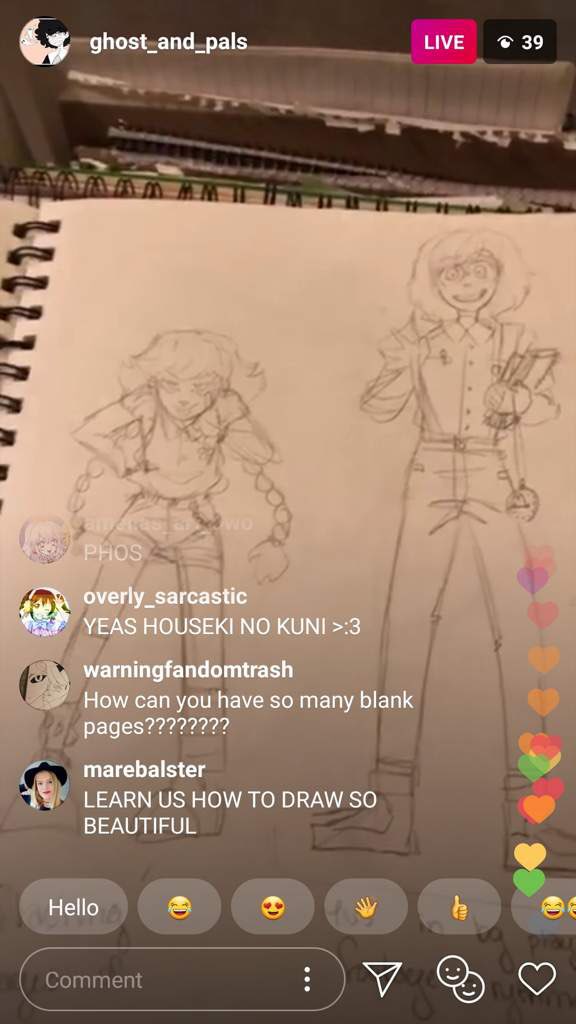 ghost_and_pals
LIVE
39
PHOS
overly_sarcastic
YEAS HOUSEKI NO KUNI >:3
warningfandomtrash
How can you have so many blank
pages????????
marebalster
LEARN US HOW TO DRAW SO
BEAUTIFUL
Hello
Comment